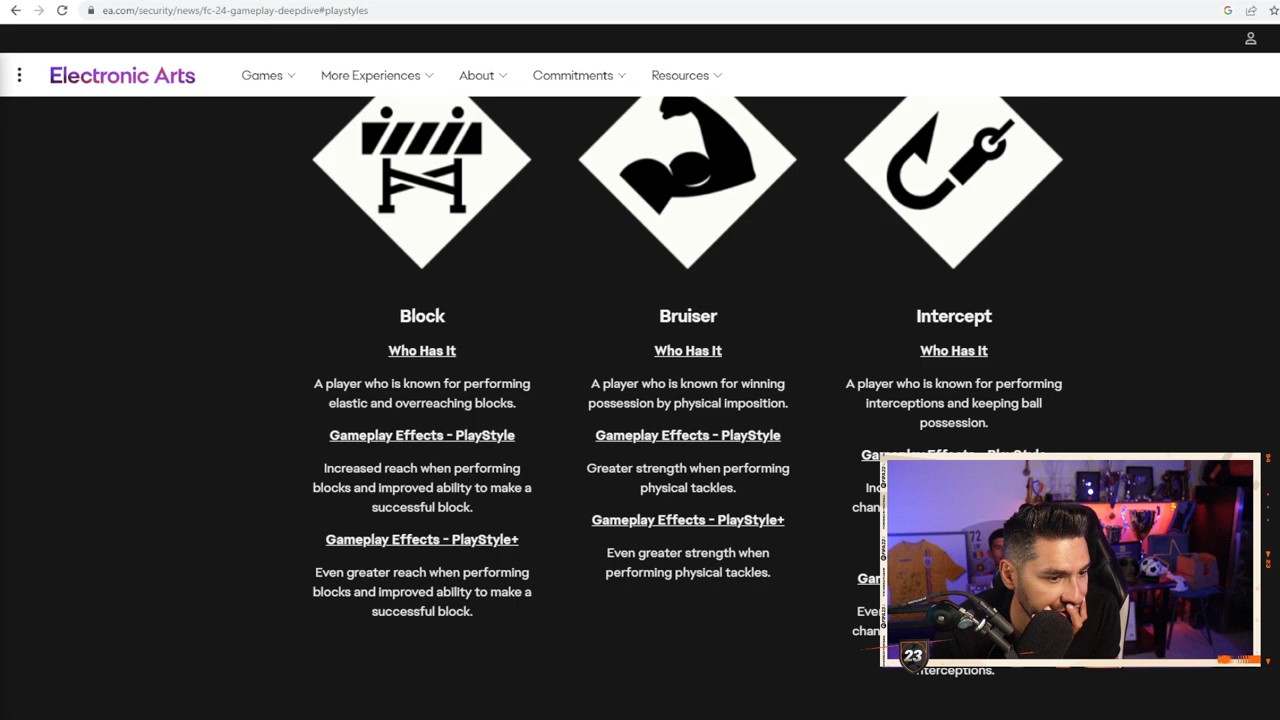 ea.com/security/news/fc-24-gameplay-deepdive#playstyles
Electronic Arts
Games
More Experiences
About
Commitments
Resources
Block
Who Has It
A player who is known for performing
elastic and overreaching blocks.
Gameplay Effects - PlayStyle
Increased reach when performing
blocks and improved ability to make a
successful block.
Gameplay Effects - PlayStyle+
Even greater reach when performing
blocks and improved ability to make a
successful block.
Bruiser
Who Has It
A player who is known for winning
possession by physical imposition.
Gameplay Effects - PlayStyle
Greater strength when performing
physical tackles.
Gameplay Effects - PlayStyle+
Even greater strength when
performing physical tackles.
Intercept
Who Has It
A player who is known for performing
interceptions and keeping ball
possession.
Gameplay Effects - PlayStyle
interceptions.
23
72